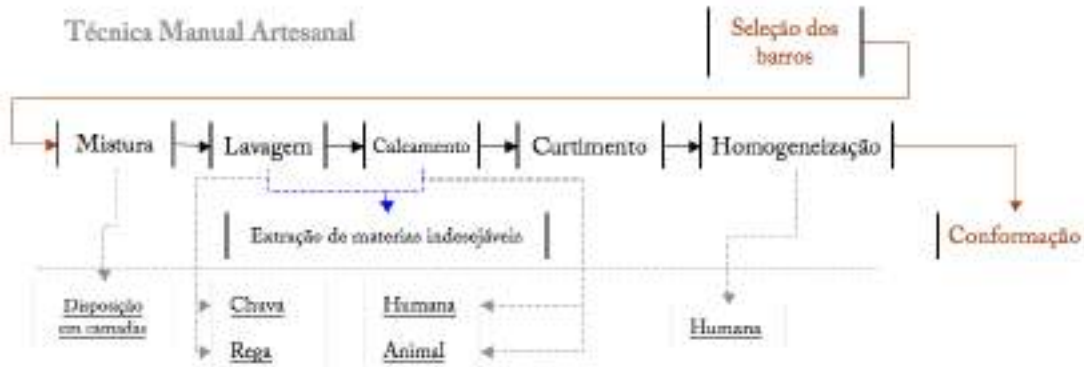 Técnica Manual Artesanal
Seleção dos
barros
Mistura
Lavagem
Calcamento
Curtimento
Homogeneização
Extração de materias indesejáveis
Conformação
Disposição
em camadas
Chuva
Rega
Humana
Animal
Humana